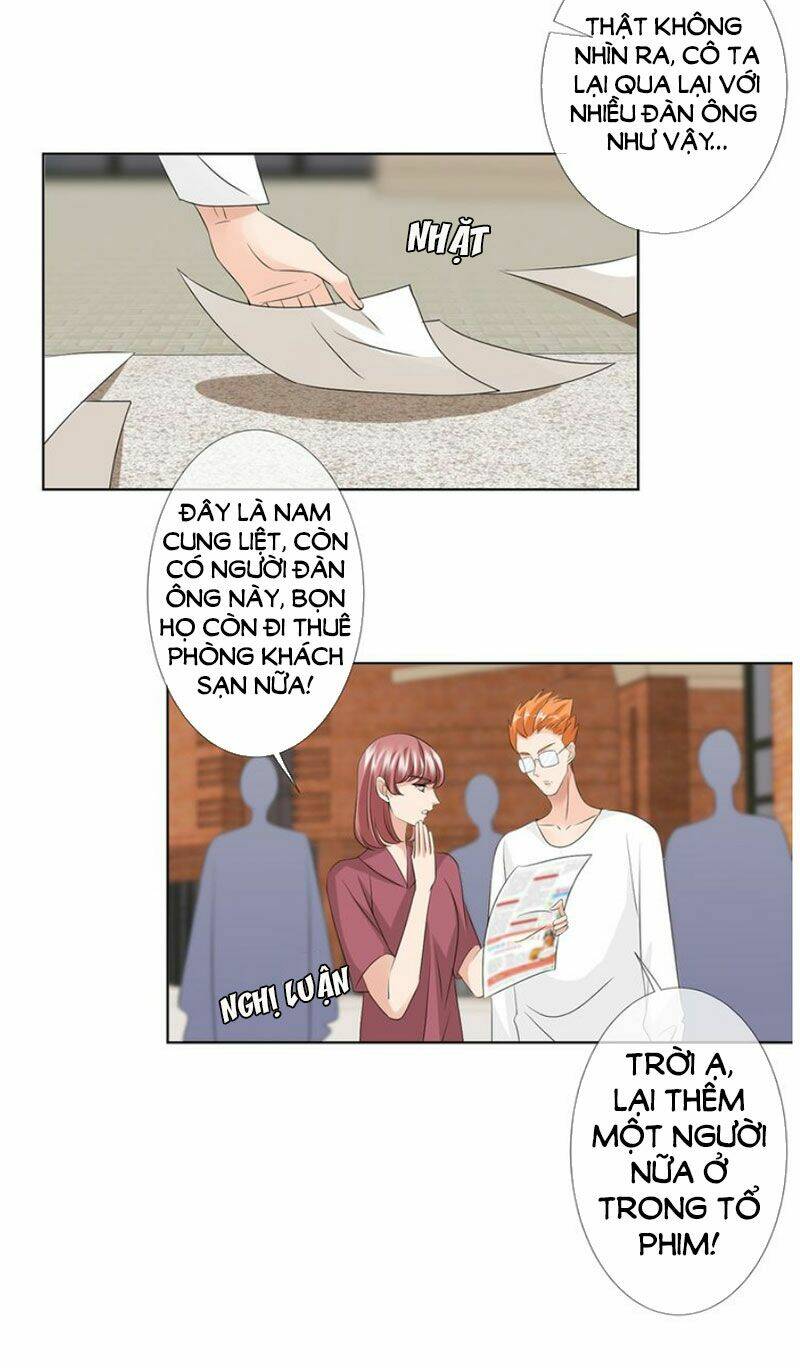 THẬT KHÔNG
NHÌN RA, CÔ TA
LẠI QUA LẠI VỚI
NHIỀU ĐÀN ÔNG
NHƯ VẬY...
NHẶT
ĐÂY LÀ NAM
CUNG LIỆT, CÒN
CÓ NGƯỜI ĐÀN
ÔNG NÀY, BỌN
HỌ CÒN ĐI THUÊ
PHÒNG KHÁCH
SẠN NỮA!
NGHỊ LUẬN
TRỜI Ạ,
LẠI THÊM
MỘT NGƯỜI
NỮA Ở
TRONG TỔ
PHIM!